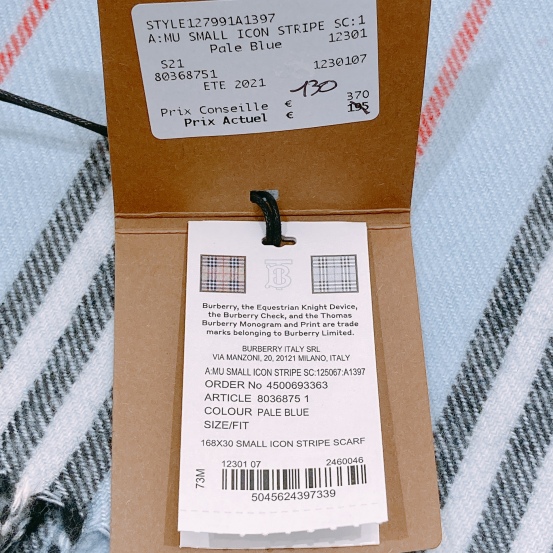 STYLE127991A1397
A:MU SMALL ICON STRIPE SC:1
Pale Blue 12301
S21
80368751 1230107
ETE 2021 130
Prix Conseille € 370
Prix Actuel € 195
Burberry, the Equestrian Knight Device,
the Burberry Check, and the Thomas
Burberry Monogram and Print are trade
marks belonging to Burberry Limited.
BURBERRY ITALY SRL
VIA MANZONI, 20, 20121 MILANO, ITALY
A:MU SMALL ICON STRIPE SC:125067:A1397
ORDER No 4500693363
ARTICLE 8036875 1
COLOUR PALE BLUE
SIZE/FIT
168X30 SMALL ICON STRIPE SCARF
73M
12301 07 2460046
5045624397339